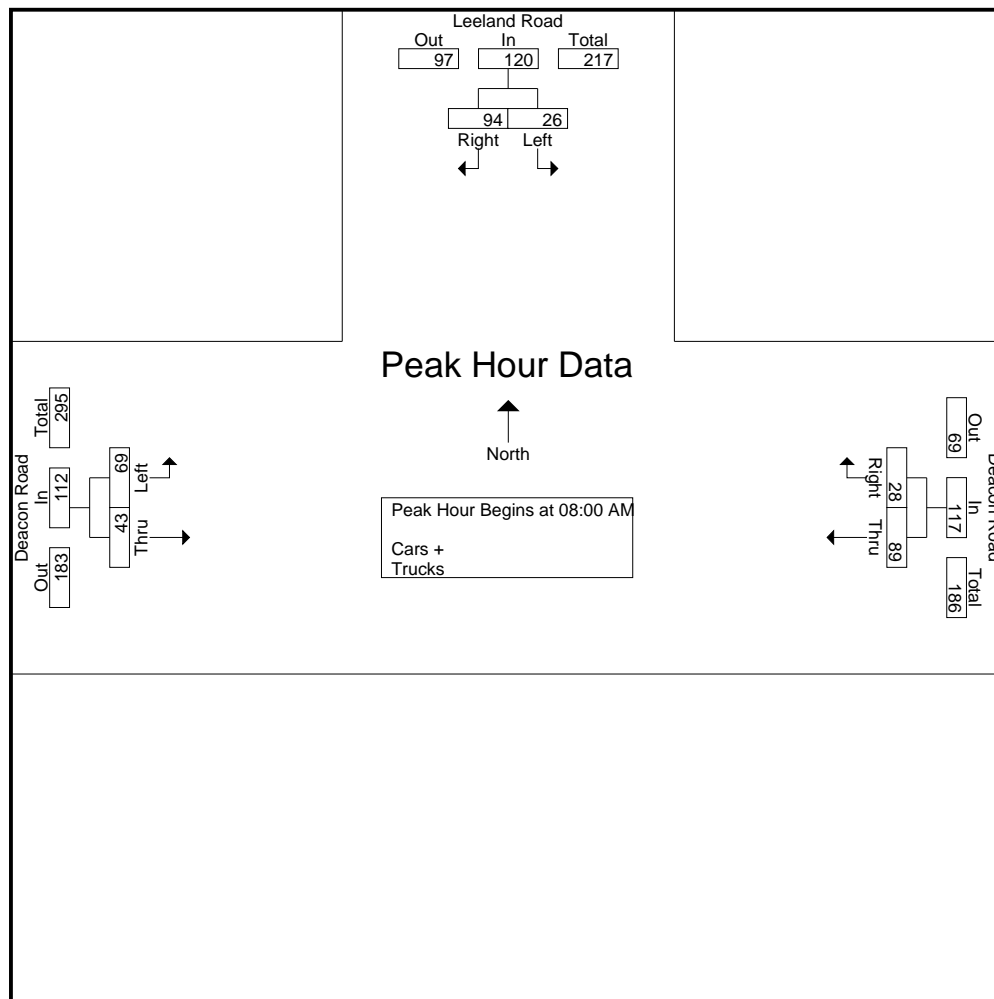 Leeland Road
Out In Total
97 120 217
94 26
Right Left
Peak Hour Data
North
Peak Hour Begins at 08:00 AM
Cars +
Trucks
Deacon Road
Out In Total
183 112 295
69 43
Left Thru
Deacon Road
Out In Total
69 117 186
28 89
Right Thru